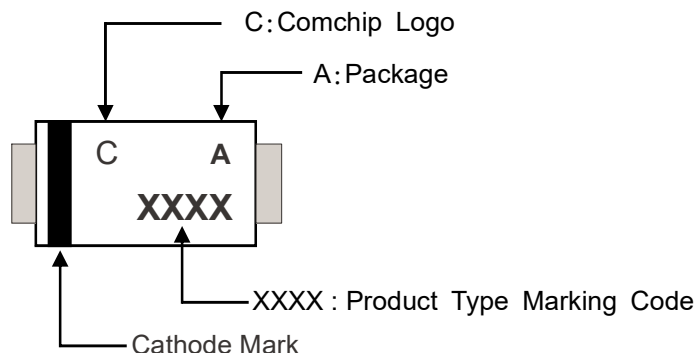 C:Comchip Logo
A:Package
C A
XXXX
XXXX : Product Type Marking Code
Cathode Mark